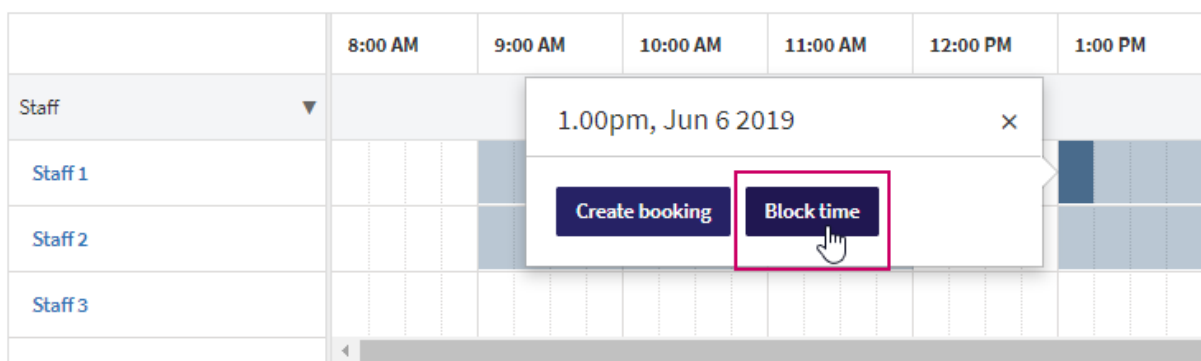 8:00 AM 9:00 AM 10:00 AM 11:00 AM 12:00 PM 1:00 PM
Staff
1.00pm, Jun 6 2019
Staff 1
Create booking Block time
Staff 2
Staff 3